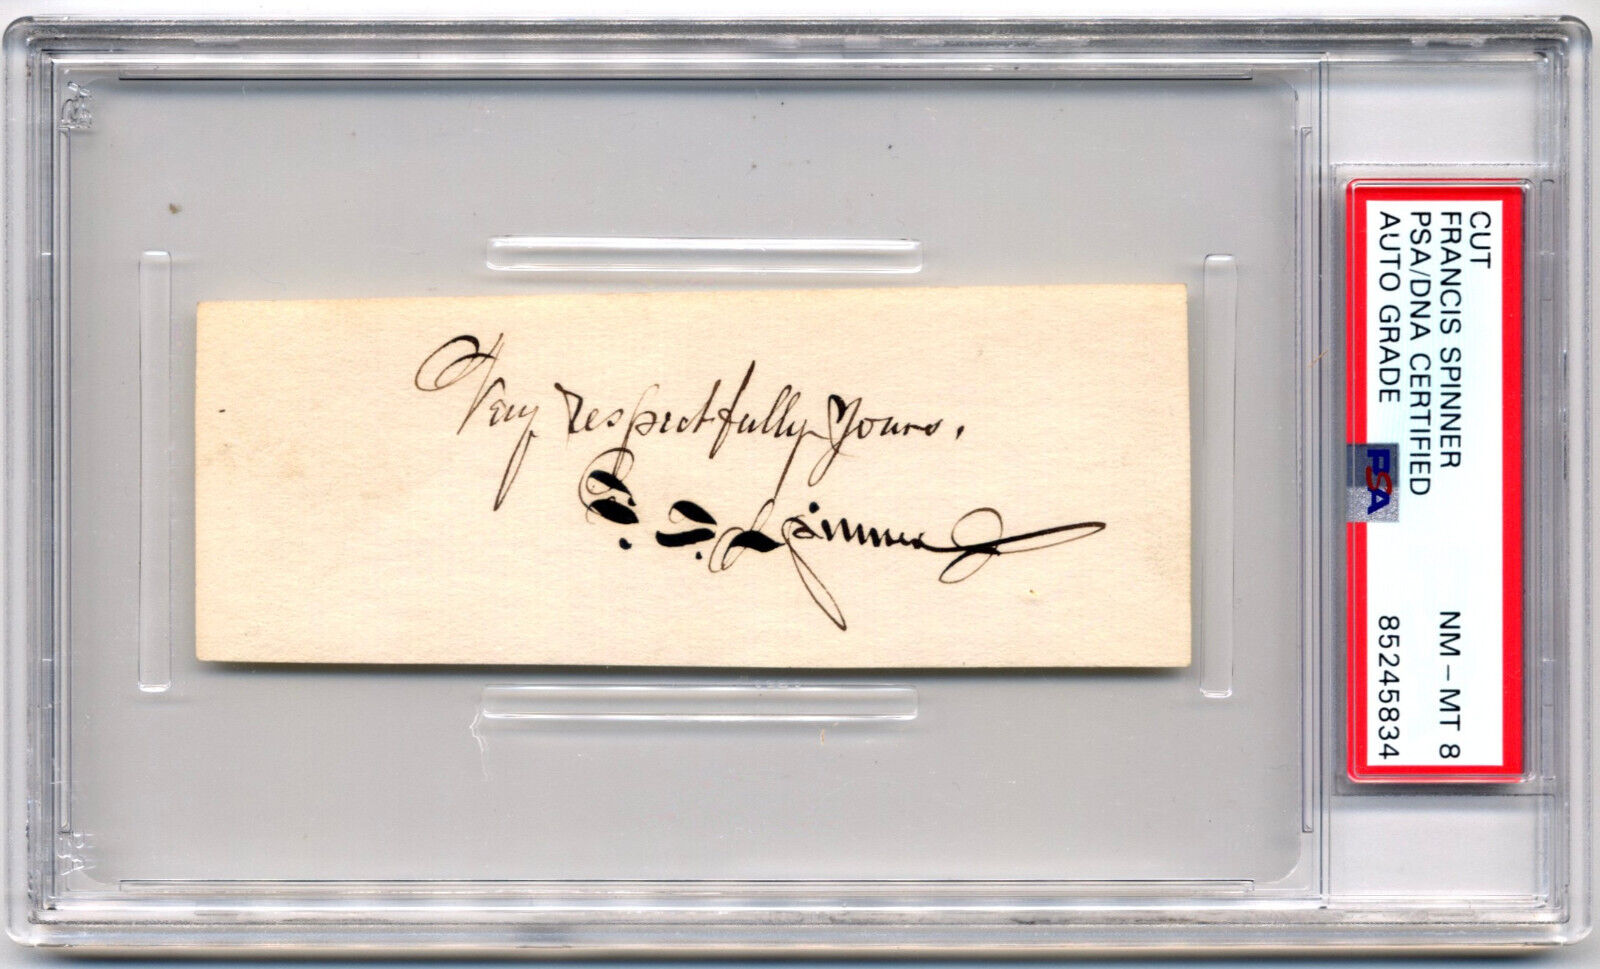 Very respectfully Yours.
F. E. Spinner
CUT
FRANCIS SPINNER NM-MT 8
PSA/DNA CERTIFIED
AUTO GRADE 85245834
PSA